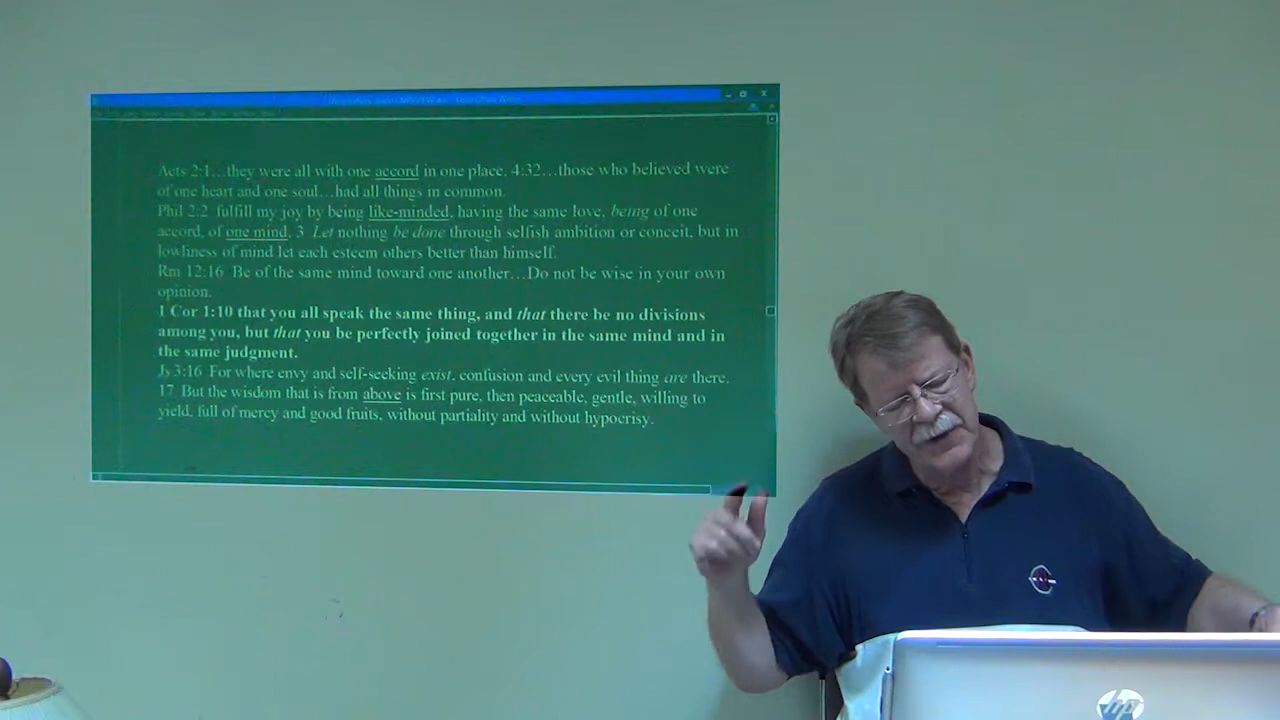 Acts 2:1…they were all with one accord in one place. 4:32…those who believed were
of one heart and one soul…had all things in common.
Phil 2:2 fulfill my joy by being like-minded, having the same love, being of one
accord, of one mind, 3 Let nothing be done through selfish ambition or conceit, but in
lowliness of mind let each esteem others better than himself.
Rm 12:16 Be of the same mind toward one another…Do not be wise in your own
opinion.
1 Cor 1:10 that you all speak the same thing, and that there be no divisions
among you, but that you be perfectly joined together in the same mind and in
the same judgment.
Js 3:16 For where envy and self-seeking exist, confusion and every evil thing are there.
17 But the wisdom that is from above is first pure, then peaceable, gentle, willing to
yield, full of mercy and good fruits, without partiality and without hypocrisy.
hp